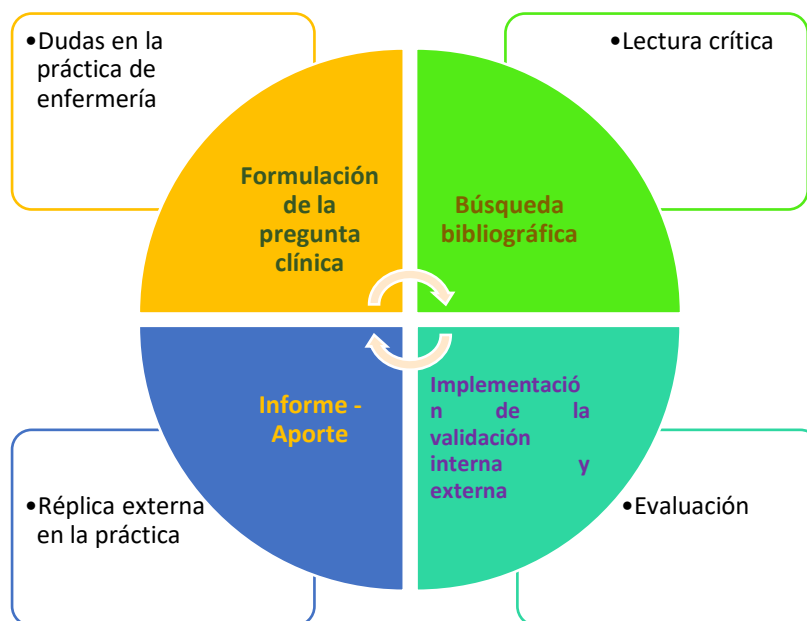 •Dudas en la
práctica de
enfermería
•Lectura crítica
Formulación
de la
pregunta
clínica
Búsqueda
bibliográfica
Informe -
Aporte
Implementació
n de la
validación
interna y
externa
•Réplica externa
en la práctica
•Evaluación